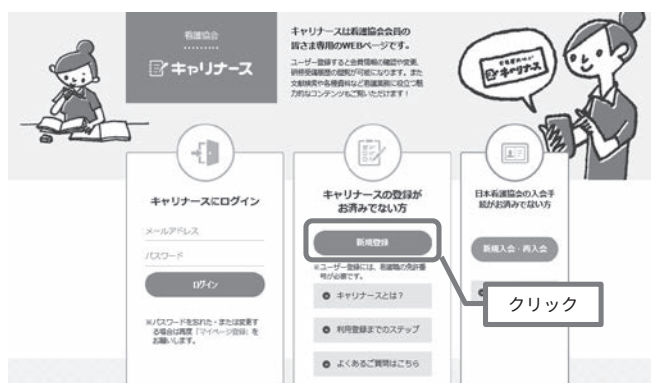 看護協会
キャリナース
キャリナースは看護協会会員の
皆さま専用のWEBページです。
ユーザー登録すると会員情報の確認や変更、
研修受講履歴の閲覧が可能になります。また
文献検索や各種資料など看護業務に役立つ魅
力的なコンテンツもご覧いただけます！
キャリナース
キャリナースにログイン
メールアドレス
パスワード
ログイン
※パスワードを忘れた・または変更す
る場合は再度「マイページ登録」を
お願いします。
キャリナースの登録が
お済みでない方
新規登録
※ユーザー登録には、看護職の免許番
号が必要です。
キャリナースとは？
利用登録までのステップ
よくあるご質問はこちら
日本看護協会の入会手
続がお済みでない方
新規入会・再入会
クリック